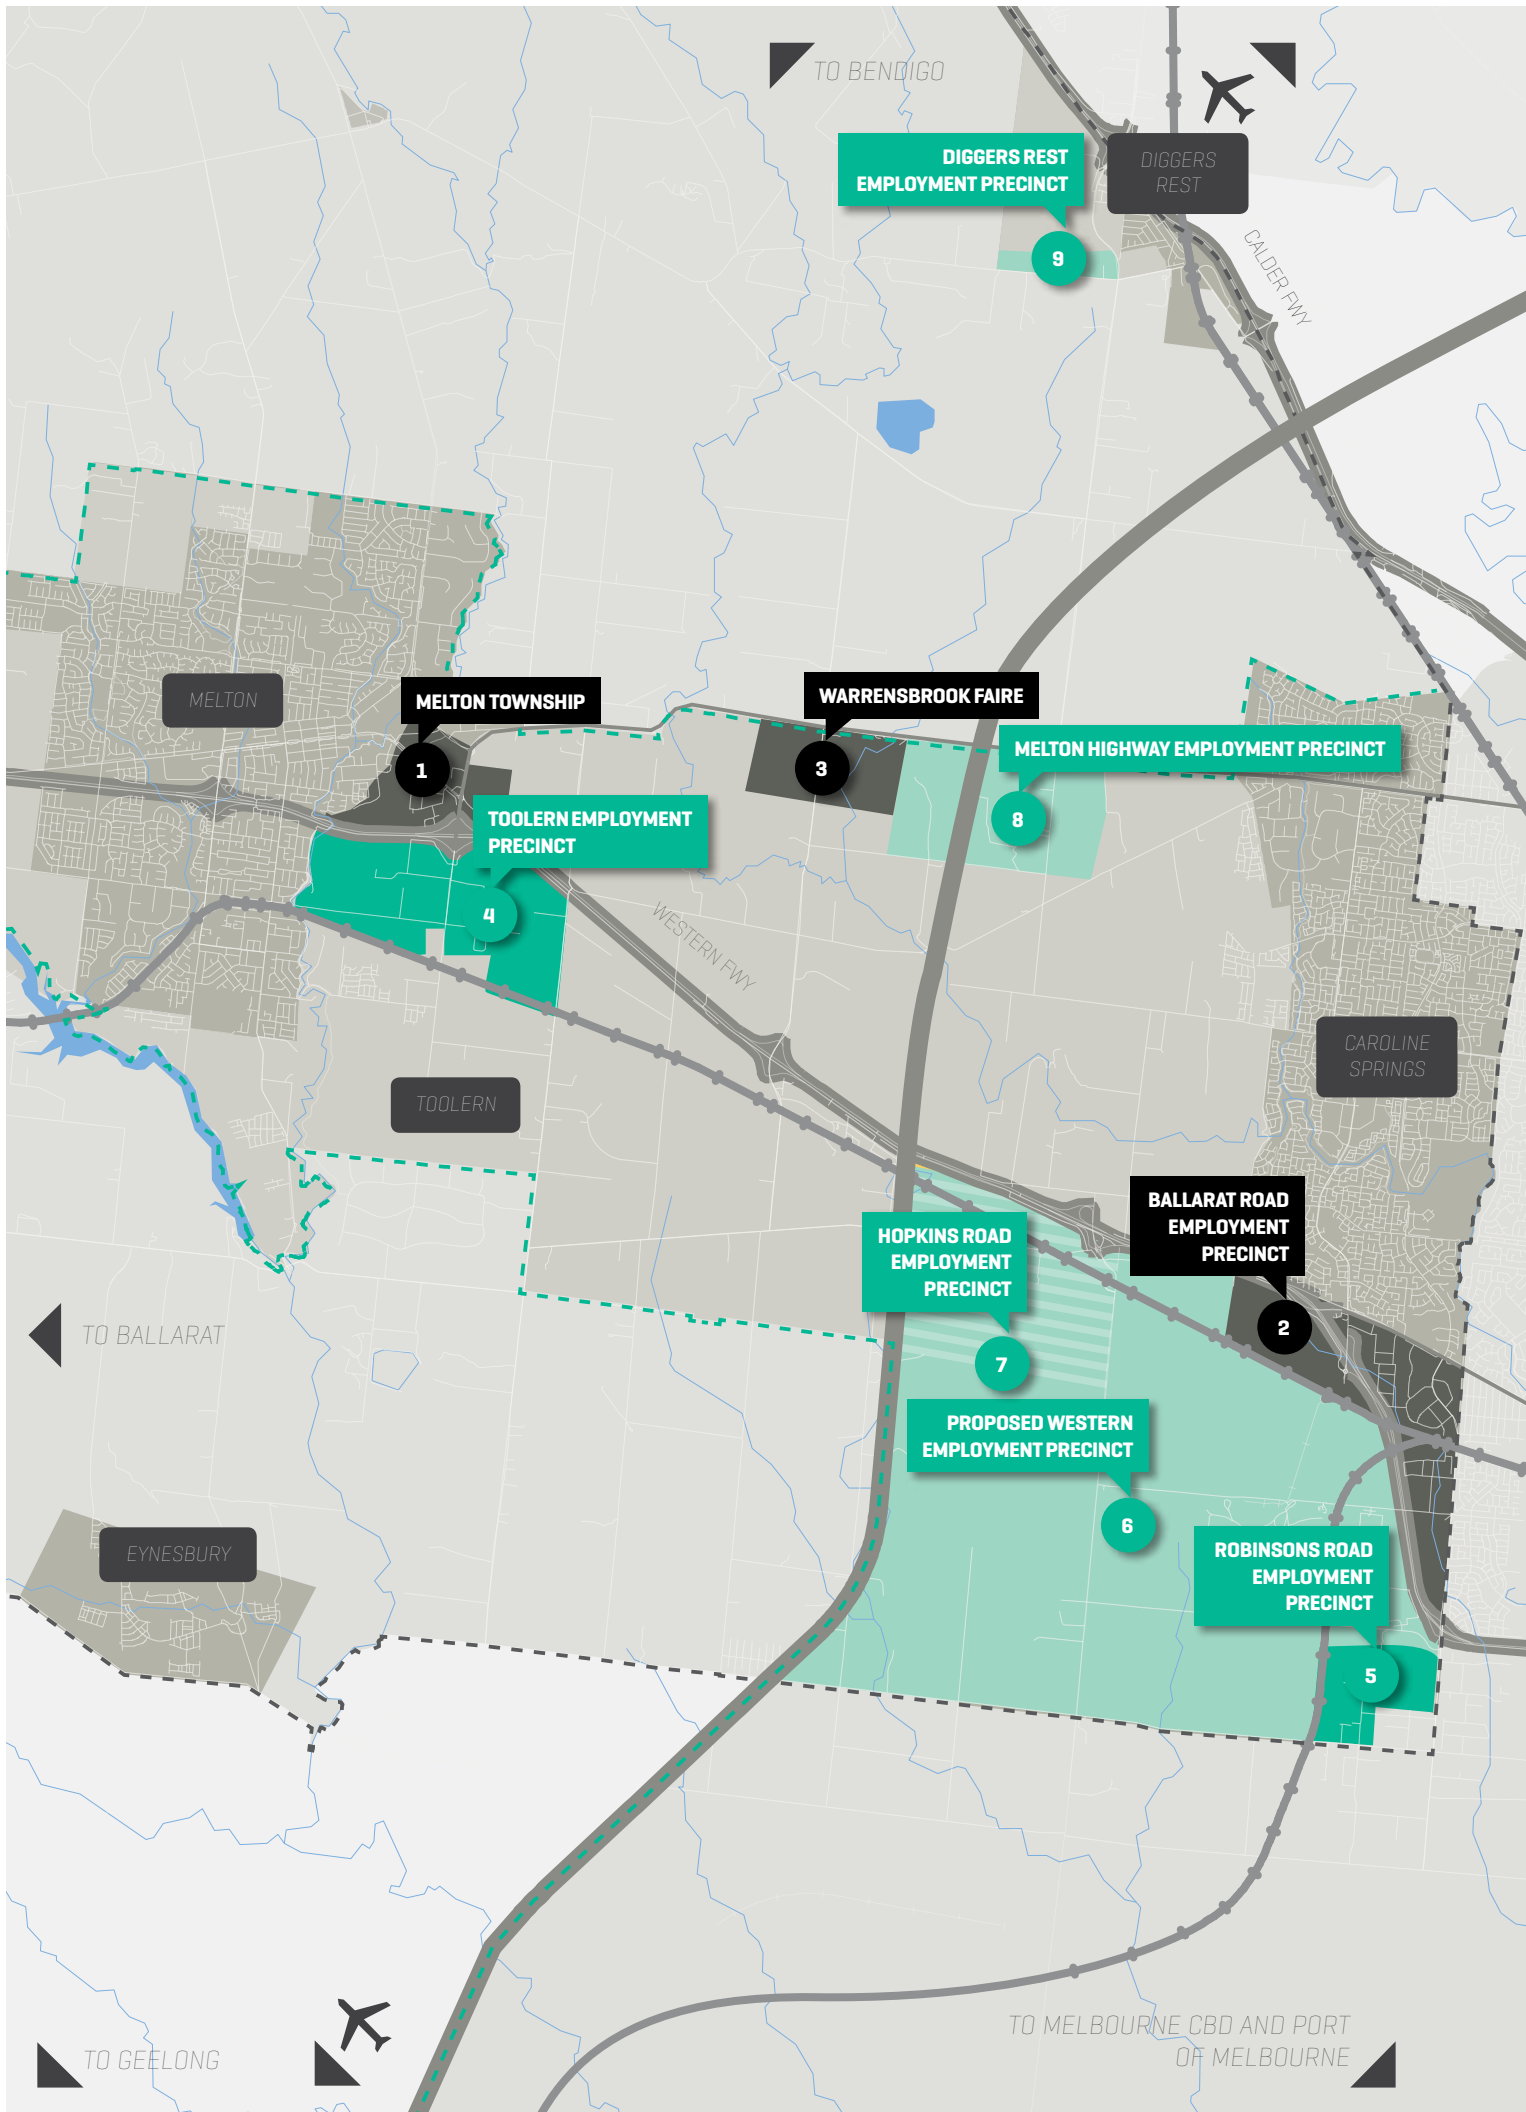 TO BENDIGO
DIGGERS REST
EMPLOYMENT PRECINCT
DIGGERS
REST
9
CALDER FWY
MELTON
MELTON TOWNSHIP
1
WARRENSBROOK FAIRE
3
MELTON HIGHWAY EMPLOYMENT PRECINCT
8
TOOLERN EMPLOYMENT
PRECINCT
4
WESTERN FWY
CAROLINE
SPRINGS
TOOLERN
BALLARAT ROAD
EMPLOYMENT
PRECINCT
2
HOPKINS ROAD
EMPLOYMENT
PRECINCT
7
TO BALLARAT
PROPOSED WESTERN
EMPLOYMENT PRECINCT
6
EYNESBURY
ROBINSONS ROAD
EMPLOYMENT
PRECINCT
5
TO GEELONG
TO MELBOURNE CBD AND PORT
OF MELBOURNE